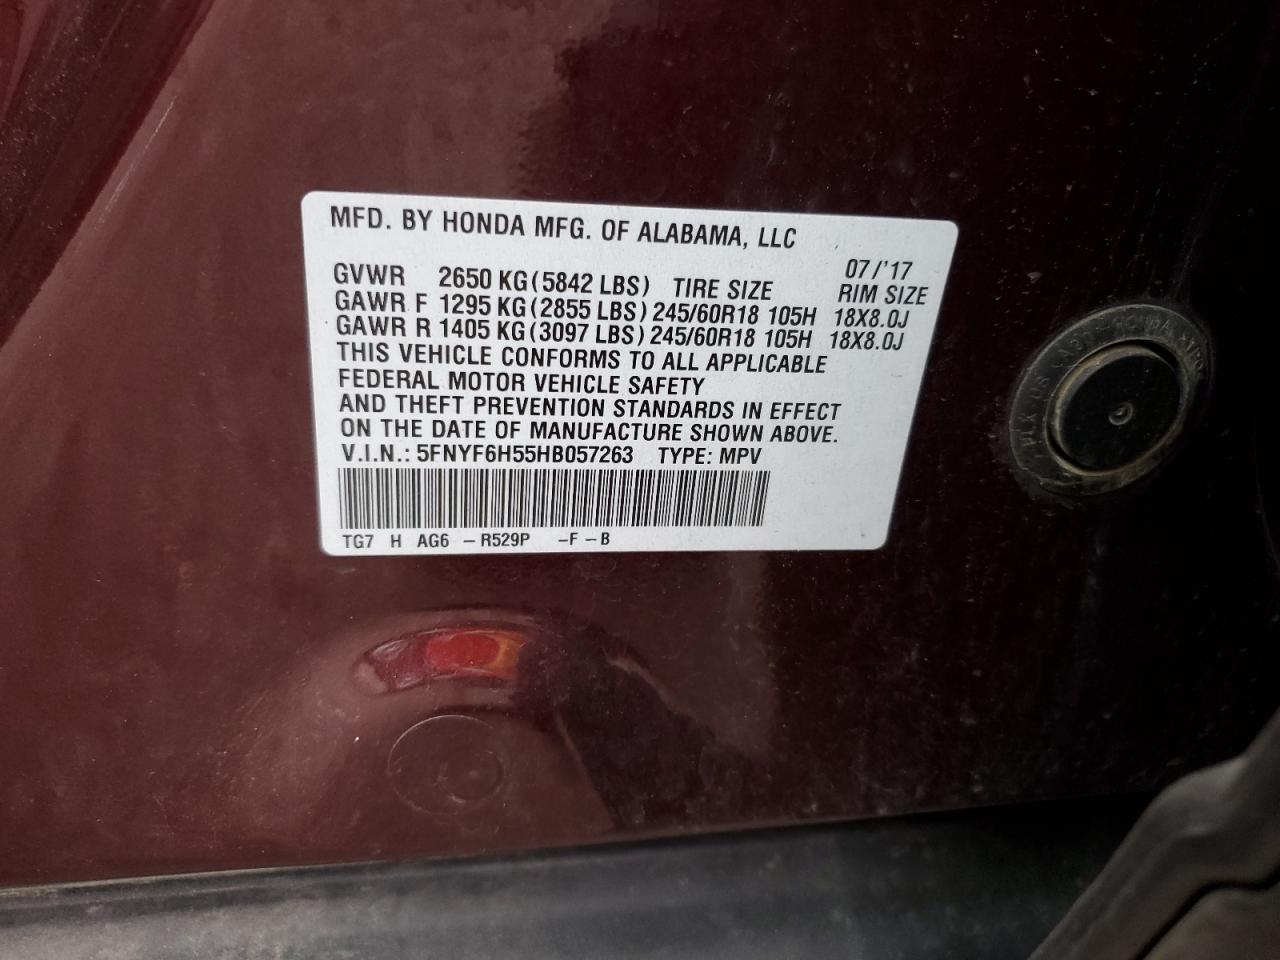 MFD. BY HONDA MFG. OF ALABAMA, LLC
07/'17
GVWR 2650 KG (5842 LBS) TIRE SIZE RIM SIZE
GAWR F 1295 KG (2855 LBS) 245/60R18 105H 18X8.0J
GAWR R 1405 KG (3097 LBS) 245/60R18 105H 18X8.0J
THIS VEHICLE CONFORMS TO ALL APPLICABLE
FEDERAL MOTOR VEHICLE SAFETY
AND THEFT PREVENTION STANDARDS IN EFFECT
ON THE DATE OF MANUFACTURE SHOWN ABOVE.
V.I.N.: 5FNYF6H55HB057263 TYPE: MPV
TG7 H AG6 -R529P -F-B
HONDA